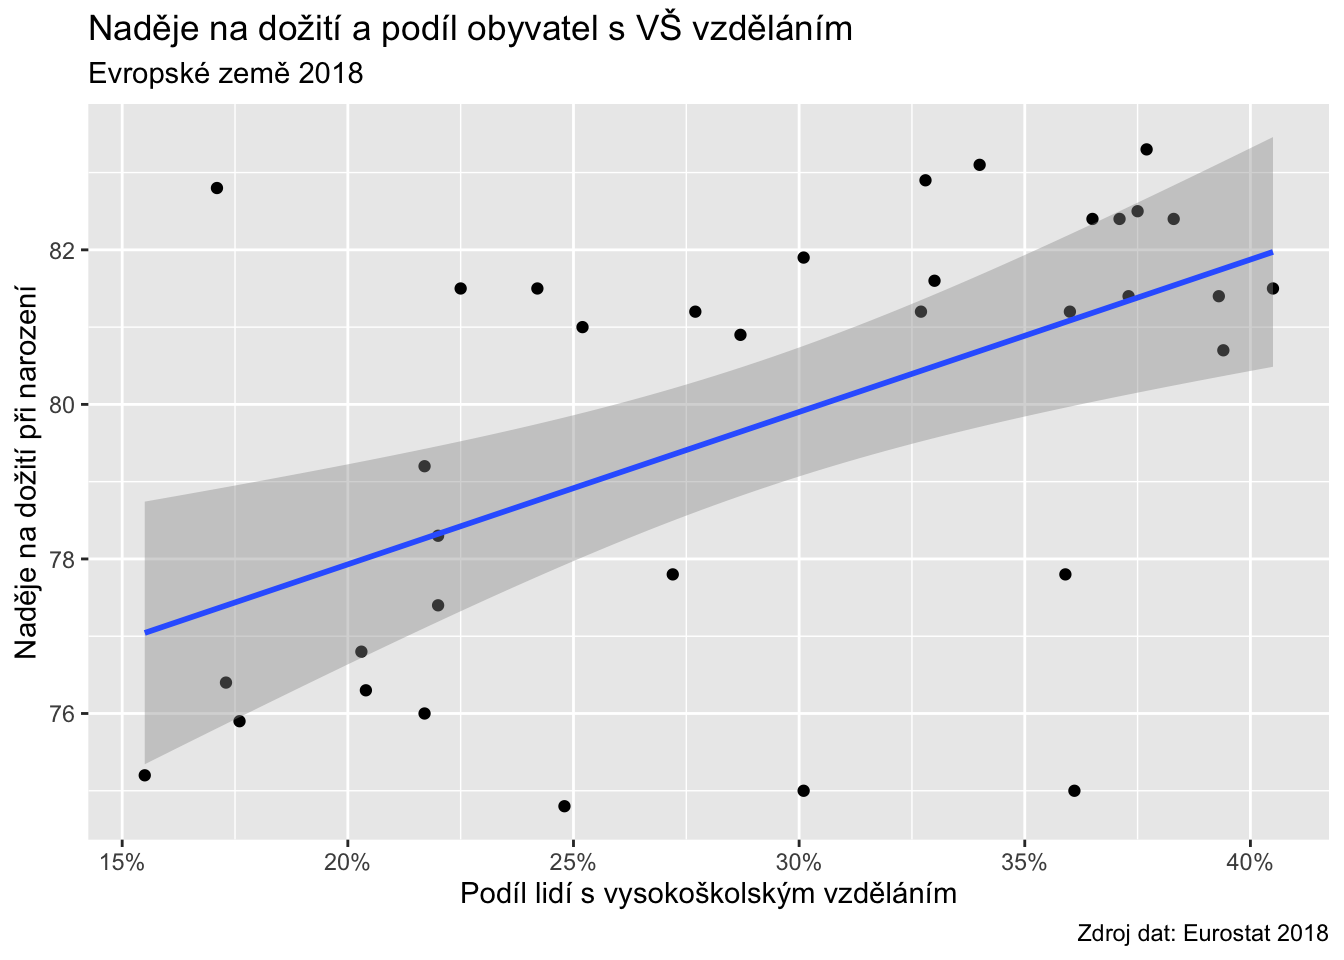 Naděje na dožití a podíl obyvatel s VŠ vzděláním
Evropské země 2018
Naděje na dožití při narození
82
80
78
76
15%
20%
25%
30%
35%
40%
Podíl lidí s vysokoškolským vzděláním
Zdroj dat: Eurostat 2018